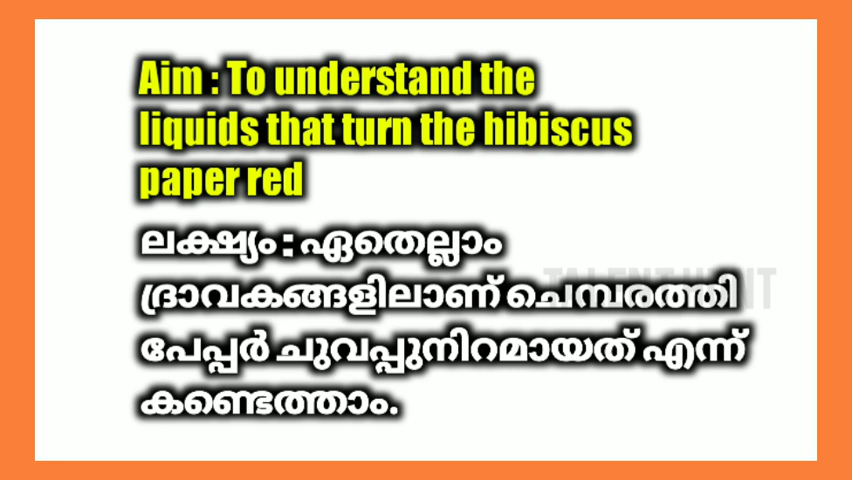 Aim : To understand the
liquids that turn the hibiscus
paper red
ലക്ഷ്യം : ഏതെല്ലാം
ദ്രാവകങ്ങളിലാണ് ചെമ്പരത്തി
പേപ്പർ ചുവപ്പുനിറമായത് എന്ന്
കണ്ടെത്താം.